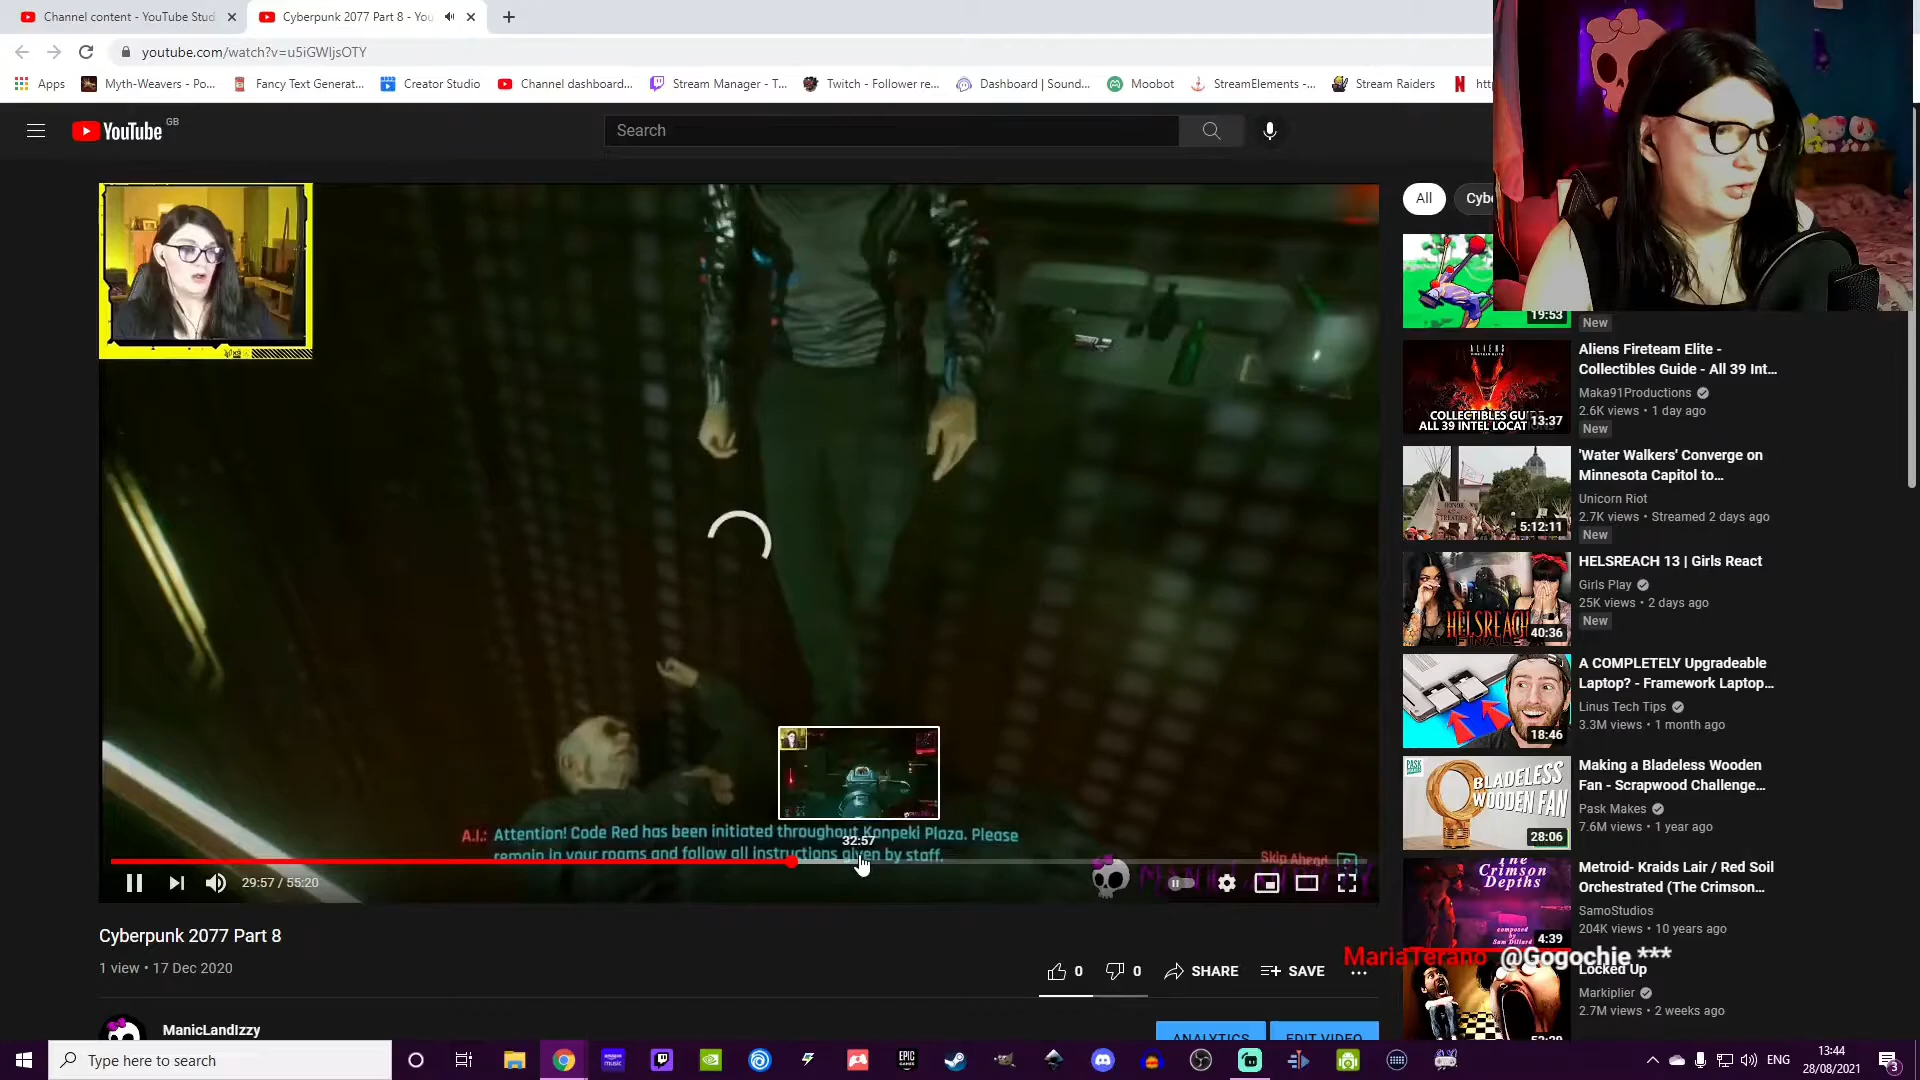 Channel content - YouTube Stud
Cyberpunk 2077 Part 8 - You
youtube.com/watch?v=u5iGWljsOTY
Apps
Myth-Weavers - Po...
Fancy Text Generat...
Creator Studio
Channel dashboard...
Stream Manager - T...
Twitch - Follower re...
Dashboard | Sound...
Moobot
StreamElements -...
Stream Raiders
YouTube GB
Search
All
19:53
New
Aliens Fireteam Elite -
Collectibles Guide - All 39 Int...
Maka91Productions
2.6K views • 1 day ago
New
ALIENS
ALL 39 INTEL
13:37
'Water Walkers' Converge on
Minnesota Capitol to...
Unicorn Riot
2.7K views • Streamed 2 days ago
New
5:12:11
HELSREACH 13 | Girls React
Girls Play
25K views • 2 days ago
New
40:36
A COMPLETELY Upgradeable
Laptop? - Framework Laptop...
Linus Tech Tips
3.3M views • 1 month ago
18:46
Making a Bladeless Wooden
Fan - Scrapwood Challenge...
Pask Makes
7.6M views • 1 year ago
BLADELESS
WOODEN FAN
28:06
Metroid- Kraids Lair / Red Soil
Orchestrated (The Crimson...
SamoStudios
204K views • 10 years ago
The
Crimson
Depths
composed
by
Sam Dillard
4:39
Locked Up
Markiplier
2.7M views • 2 weeks ago
A.I.: Attention! Code Red has been initiated throughout Konpeki Plaza. Please
remain in your rooms and follow all instructions given by staff.
32:57
Skip Ahead
29:57 / 55:20
Cyberpunk 2077 Part 8
1 view • 17 Dec 2020
0
0
SHARE
SAVE
MariaTerano @Gogochie ***
ManicLandIzzy
ANALYTICS
EDIT VIDEO
Type here to search
ENG
13:44
28/08/2021
3